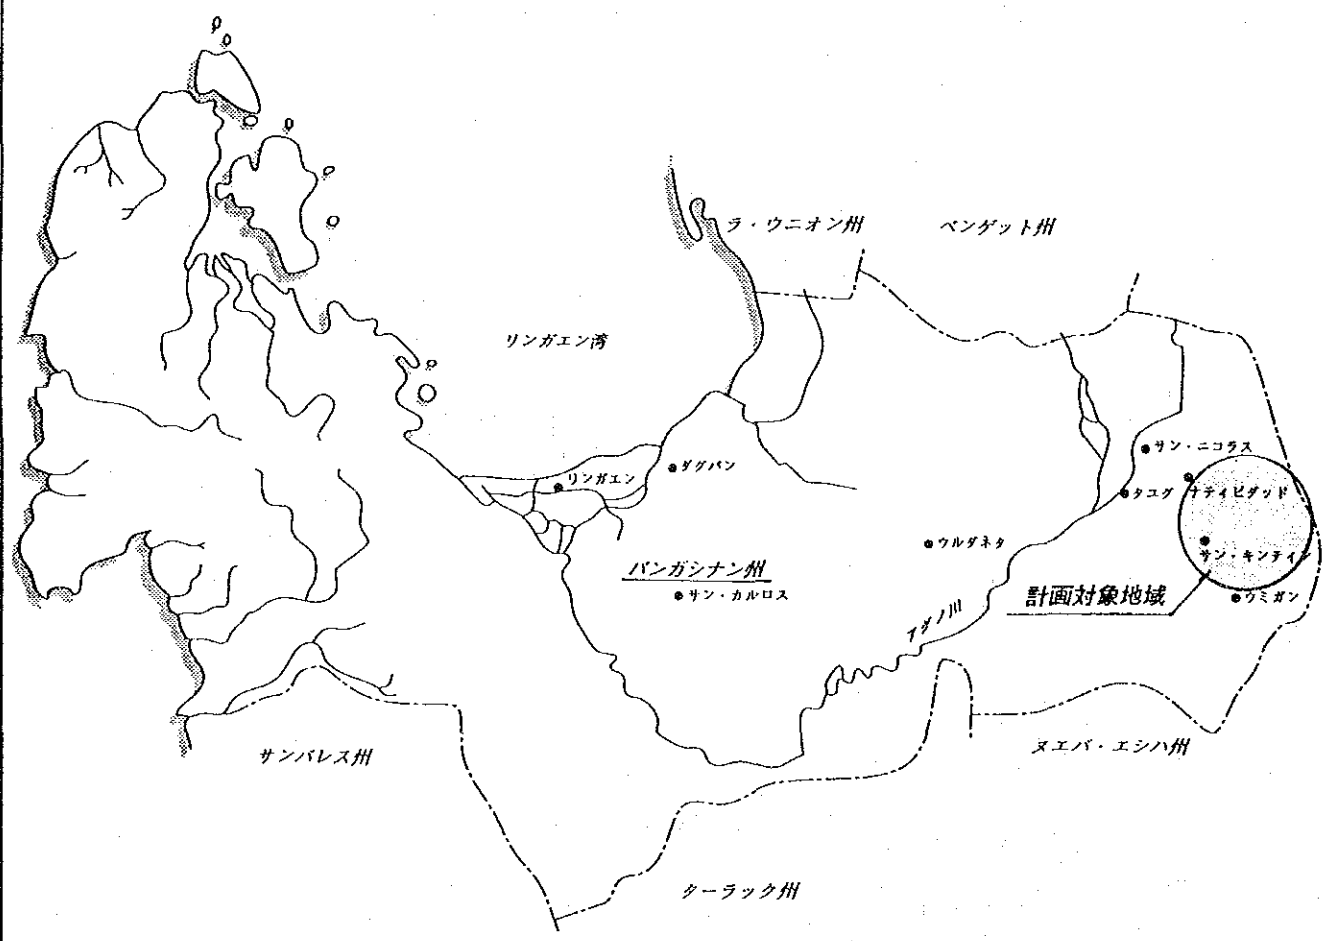 ラ・ウニオン州
ベンゲット州
リンガエン湾
サン・ニコラス
ダグパン
リンガエン
タユグ
ナティビダッド
ウルダネタ
サン・キンティン
パンガシナン州
サン・カルロス
計画対象地域
ウミガン
アグノ川
サンバレス州
ヌエバ・エシハ州
ターラック州